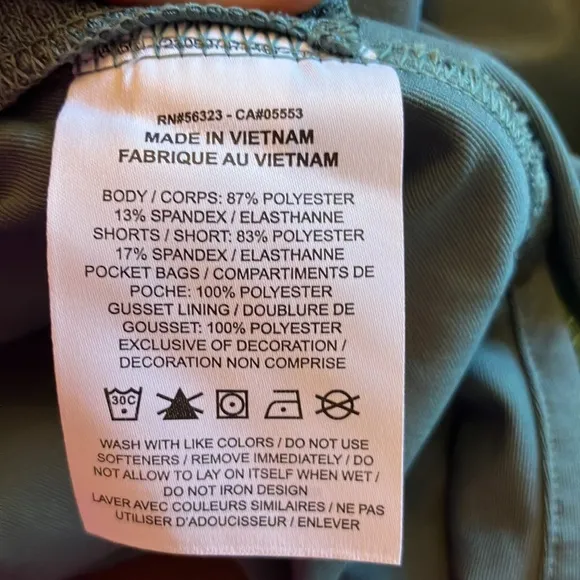 RN#56323 - CA#05553
MADE IN VIETNAM
FABRIQUE AU VIETNAM
BODY / CORPS: 87% POLYESTER
13% SPANDEX / ELASTHANNE
SHORTS / SHORT: 83% POLYESTER
17% SPANDEX / ELASTHANNE
POCKET BAGS / COMPARTIMENTS DE
POCHE: 100% POLYESTER
GUSSET LINING / DOUBLURE DE
GOUSSET: 100% POLYESTER
EXCLUSIVE OF DECORATION /
DECORATION NON COMPRISE
30C
WASH WITH LIKE COLORS / DO NOT USE
SOFTENERS / REMOVE IMMEDIATELY / DO
NOT ALLOW TO LAY ON ITSELF WHEN WET /
DO NOT IRON DESIGN
LAVER AVEC COULEURS SIMILAIRES / NE PAS
UTILISER D'ADOUCISSEUR / ENLEVER